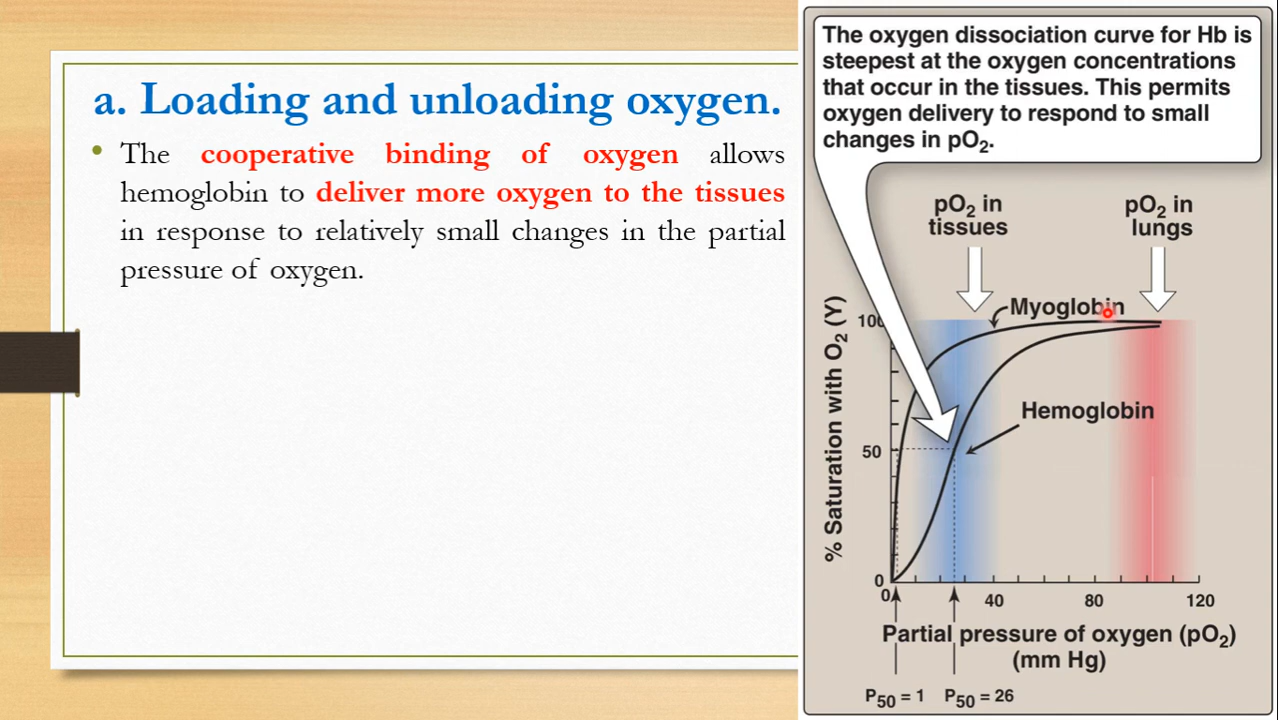 a. Loading and unloading oxygen.
• The cooperative binding of oxygen allows
hemoglobin to deliver more oxygen to the tissues
in response to relatively small changes in the partial
pressure of oxygen.
The oxygen dissociation curve for Hb is
steepest at the oxygen concentrations
that occur in the tissues. This permits
oxygen delivery to respond to small
changes in pO2.
pO2 in
tissues
pO2 in
lungs
Myoglobin
100
Hemoglobin
50
0
% Saturation with O2 (Y)
0 40 80 120
Partial pressure of oxygen (pO2)
(mm Hg)
P50 = 1 P50 = 26